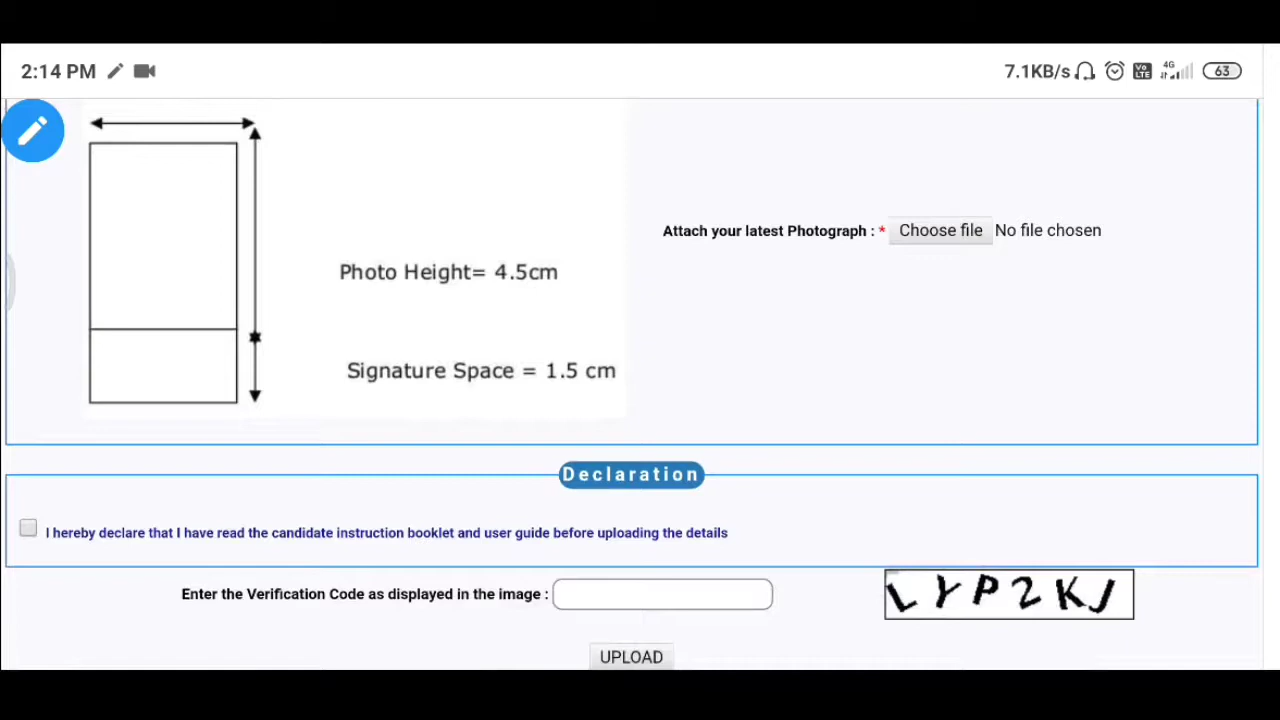 2:14 PM
7.1KB/s Vo LTE 4G 63
Attach your latest Photograph : * Choose file No file chosen
Photo Height= 4.5cm
Signature Space = 1.5 cm
Declaration
I hereby declare that I have read the candidate instruction booklet and user guide before uploading the details
Enter the Verification Code as displayed in the image :
LYP2KJ
UPLOAD